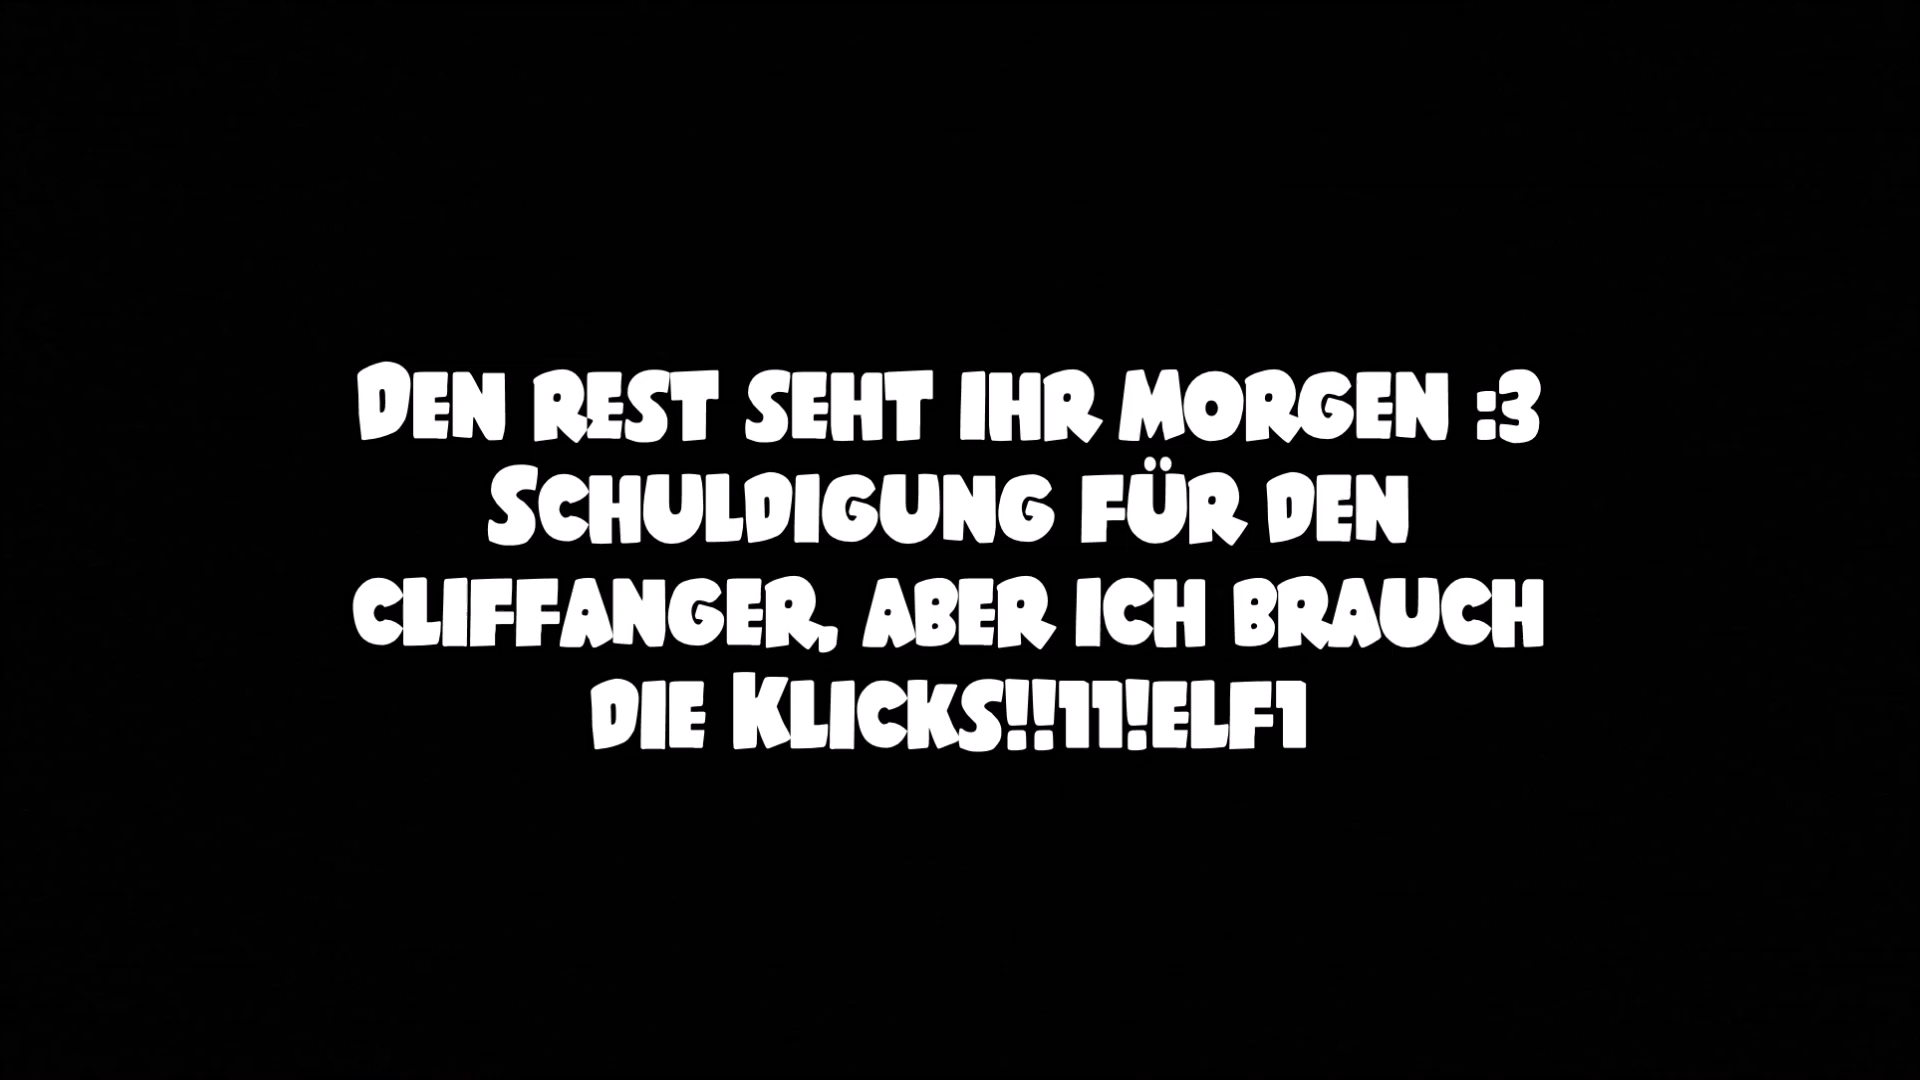 Den rest seht ihr morgen :3
Schuldigung für den
cliffanger, aber ich brauch
die Klicks!!11!elf1